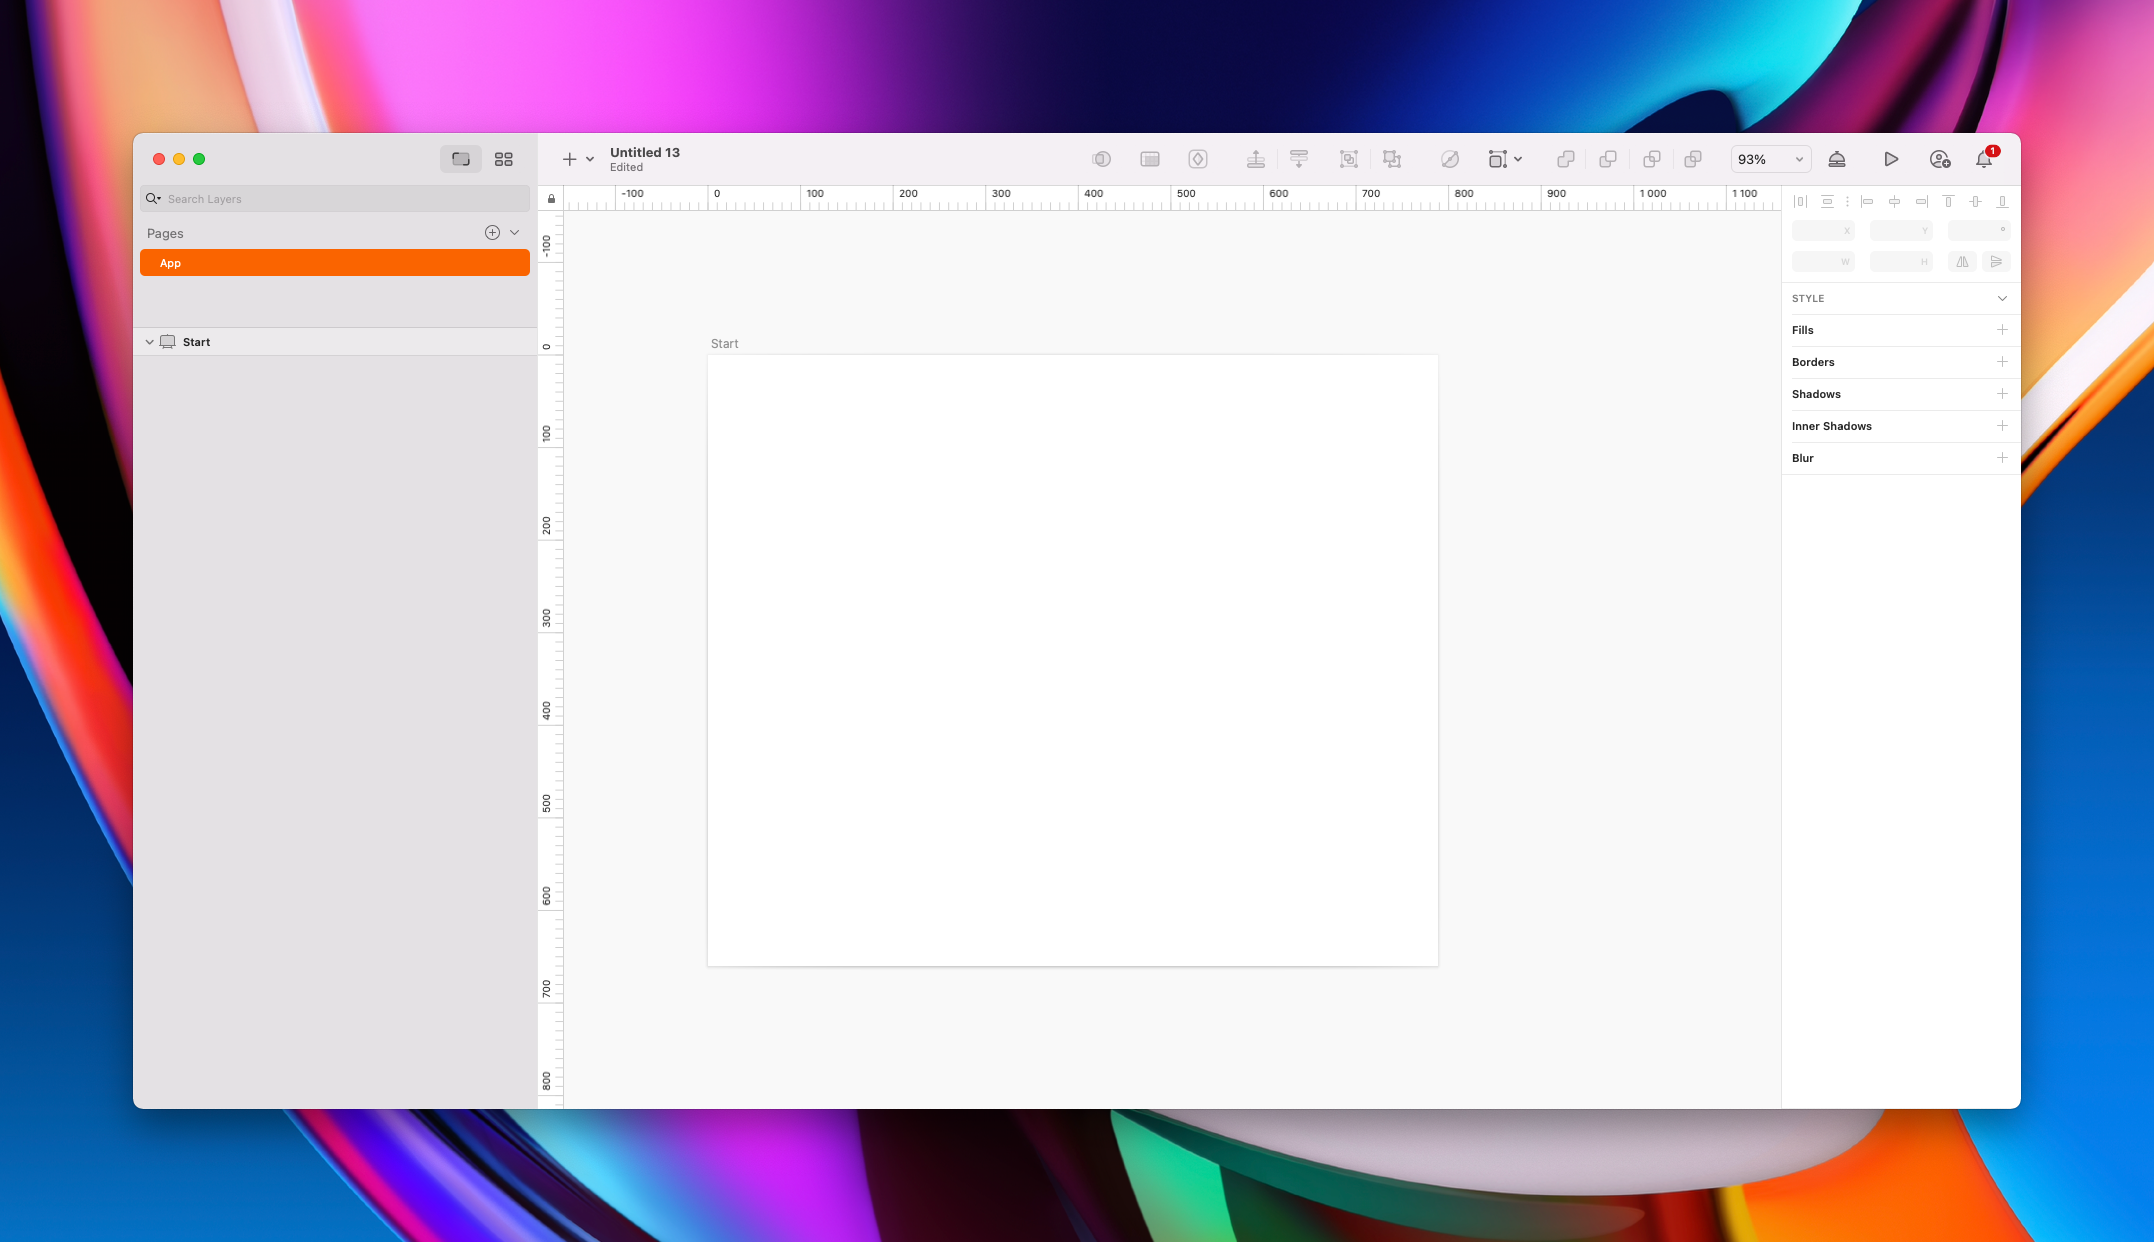 Untitled 13
Edited
93%
1
Search Layers
Pages
App
Start
-100 0 100 200 300 400 500 600 700 800 900 1 000 1 100
-100
0
100
200
300
400
500
600
700
800
Start
X Y °
W H
STYLE
Fills
Borders
Shadows
Inner Shadows
Blur